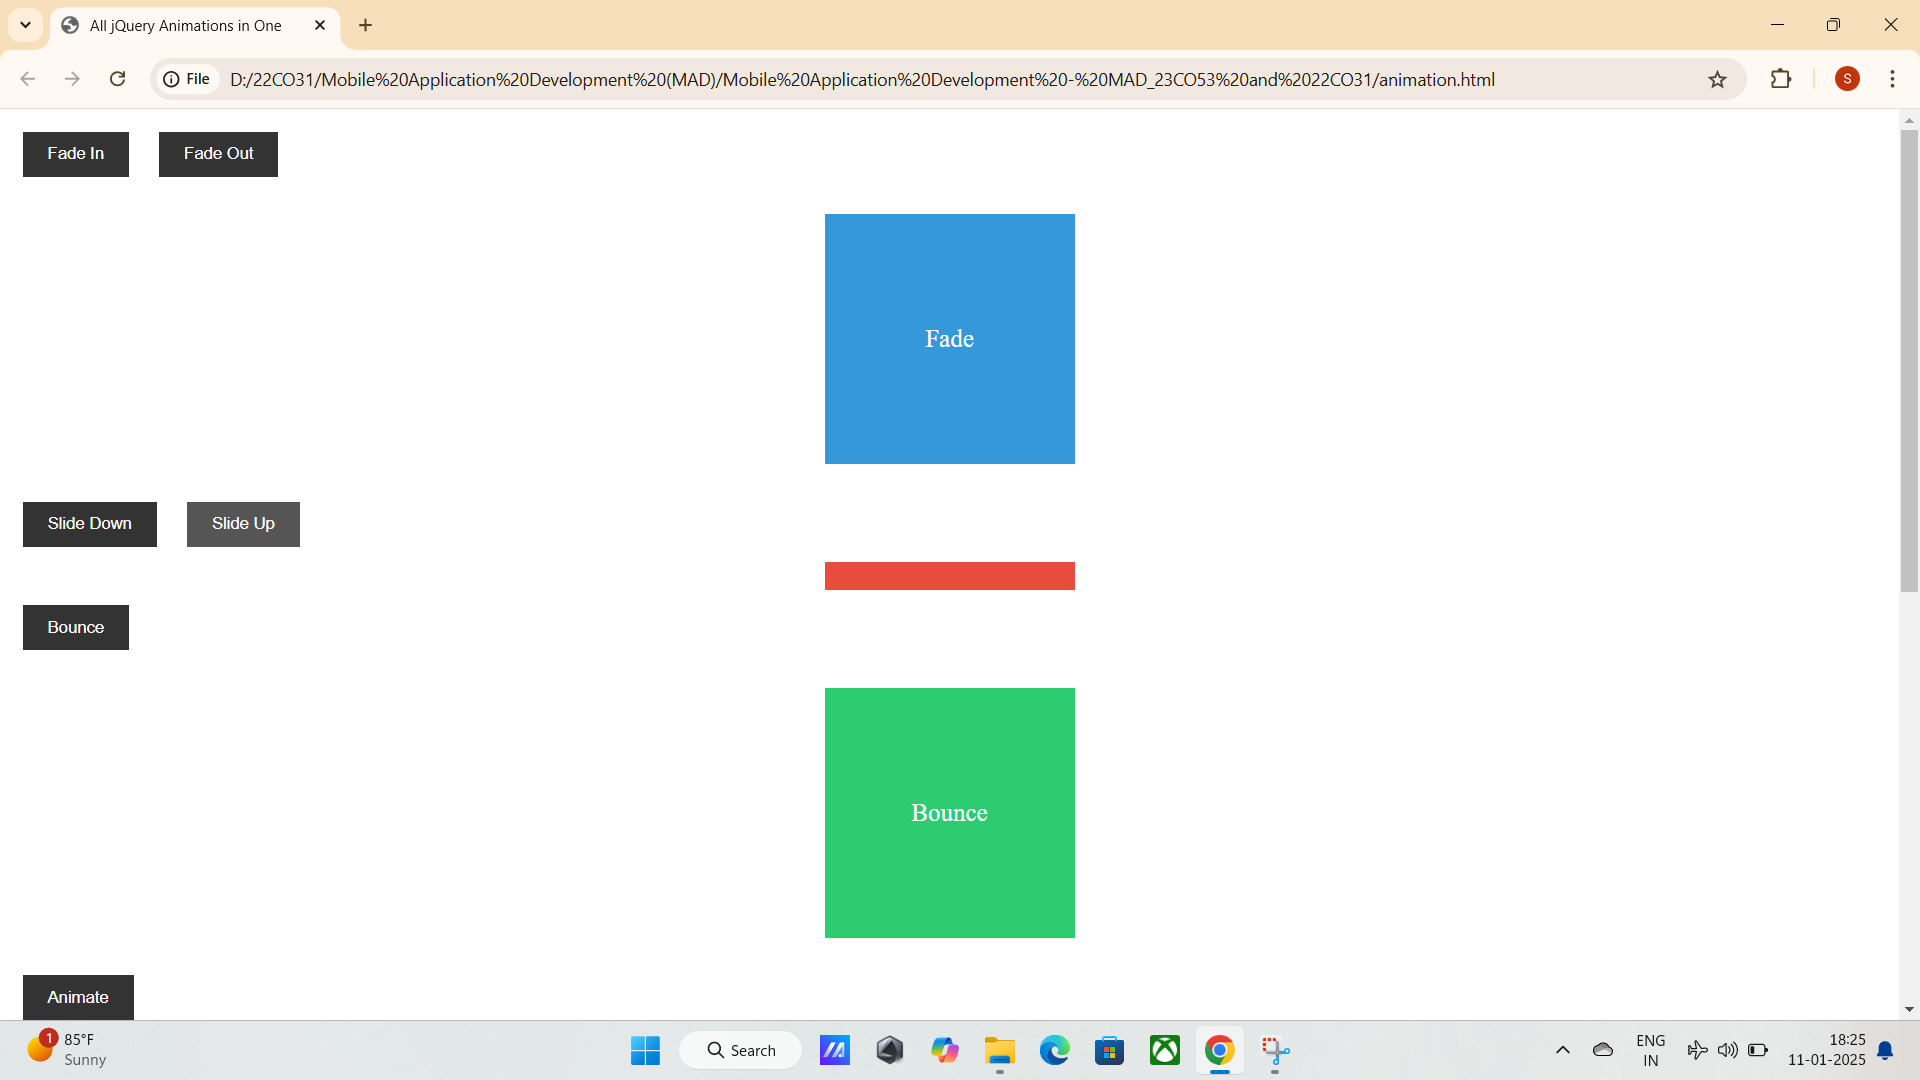 All jQuery Animations in One
File D:/22CO31/Mobile%20Application%20Development%20(MAD)/Mobile%20Application%20Development%20-%20MAD_23CO53%20and%2022CO31/animation.html
S
Fade In Fade Out
Fade
Slide Down Slide Up
Bounce
Bounce
Animate
1
85°F
Sunny
Search
ENG
IN
18:25
11-01-2025